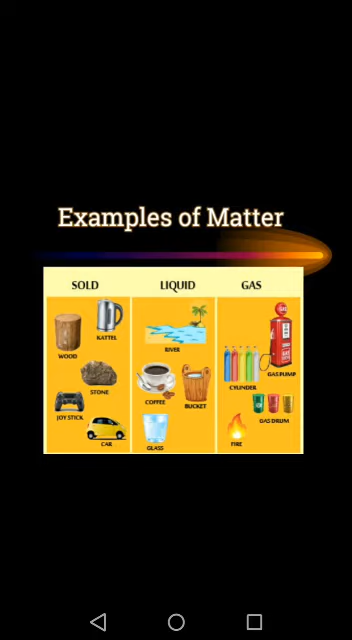 Examples of Matter
SOLD
LIQUID
GAS
WOOD
KATTEL
STONE
JOY STICK
CAR
RIVER
COFFEE
BUCKET
GLASS
CYLINDER
GAS PUMP
GAS DRUM
FIRE